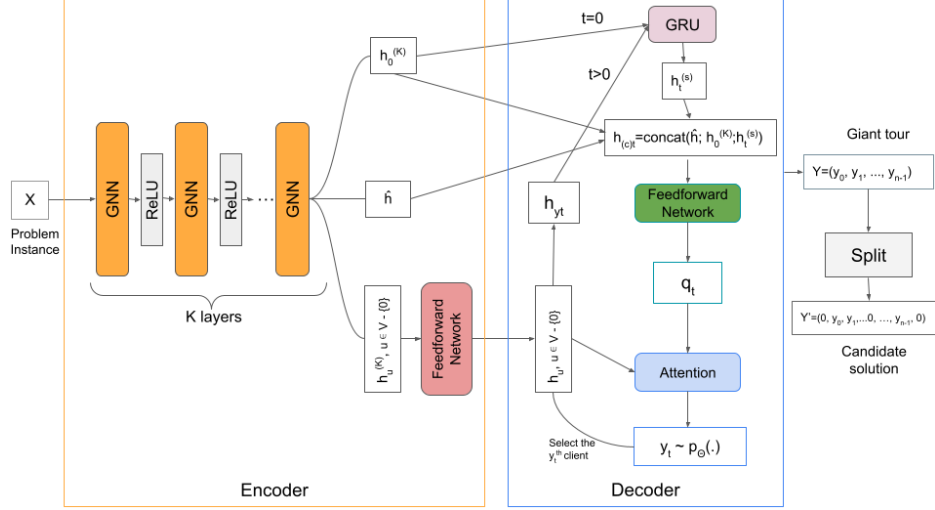 X
Problem
Instance
GNN
ReLU
GNN
ReLU
...
GNN
K layers
h₀⁽ᴷ⁾
ĥ
hᵤ⁽ᴷ⁾, u ∈ V - {0}
Feedforward
Network
Encoder
t=0
t>0
GRU
hₜ⁽ˢ⁾
h₍c₎ₜ=concat(ĥ; h₀⁽ᴷ⁾;hₜ⁽ˢ⁾)
Feedforward
Network
qₜ
h_yt
hᵤ, u ∈ V - {0}
Attention
Select the
yₜᵗʰ client
yₜ ~ p_Θ(.)
Decoder
Giant tour
Y=(y₀, y₁, ..., yₙ₋₁)
Split
Y'=(0, y₀, y₁,...0, ..., yₙ₋₁, 0)
Candidate
solution